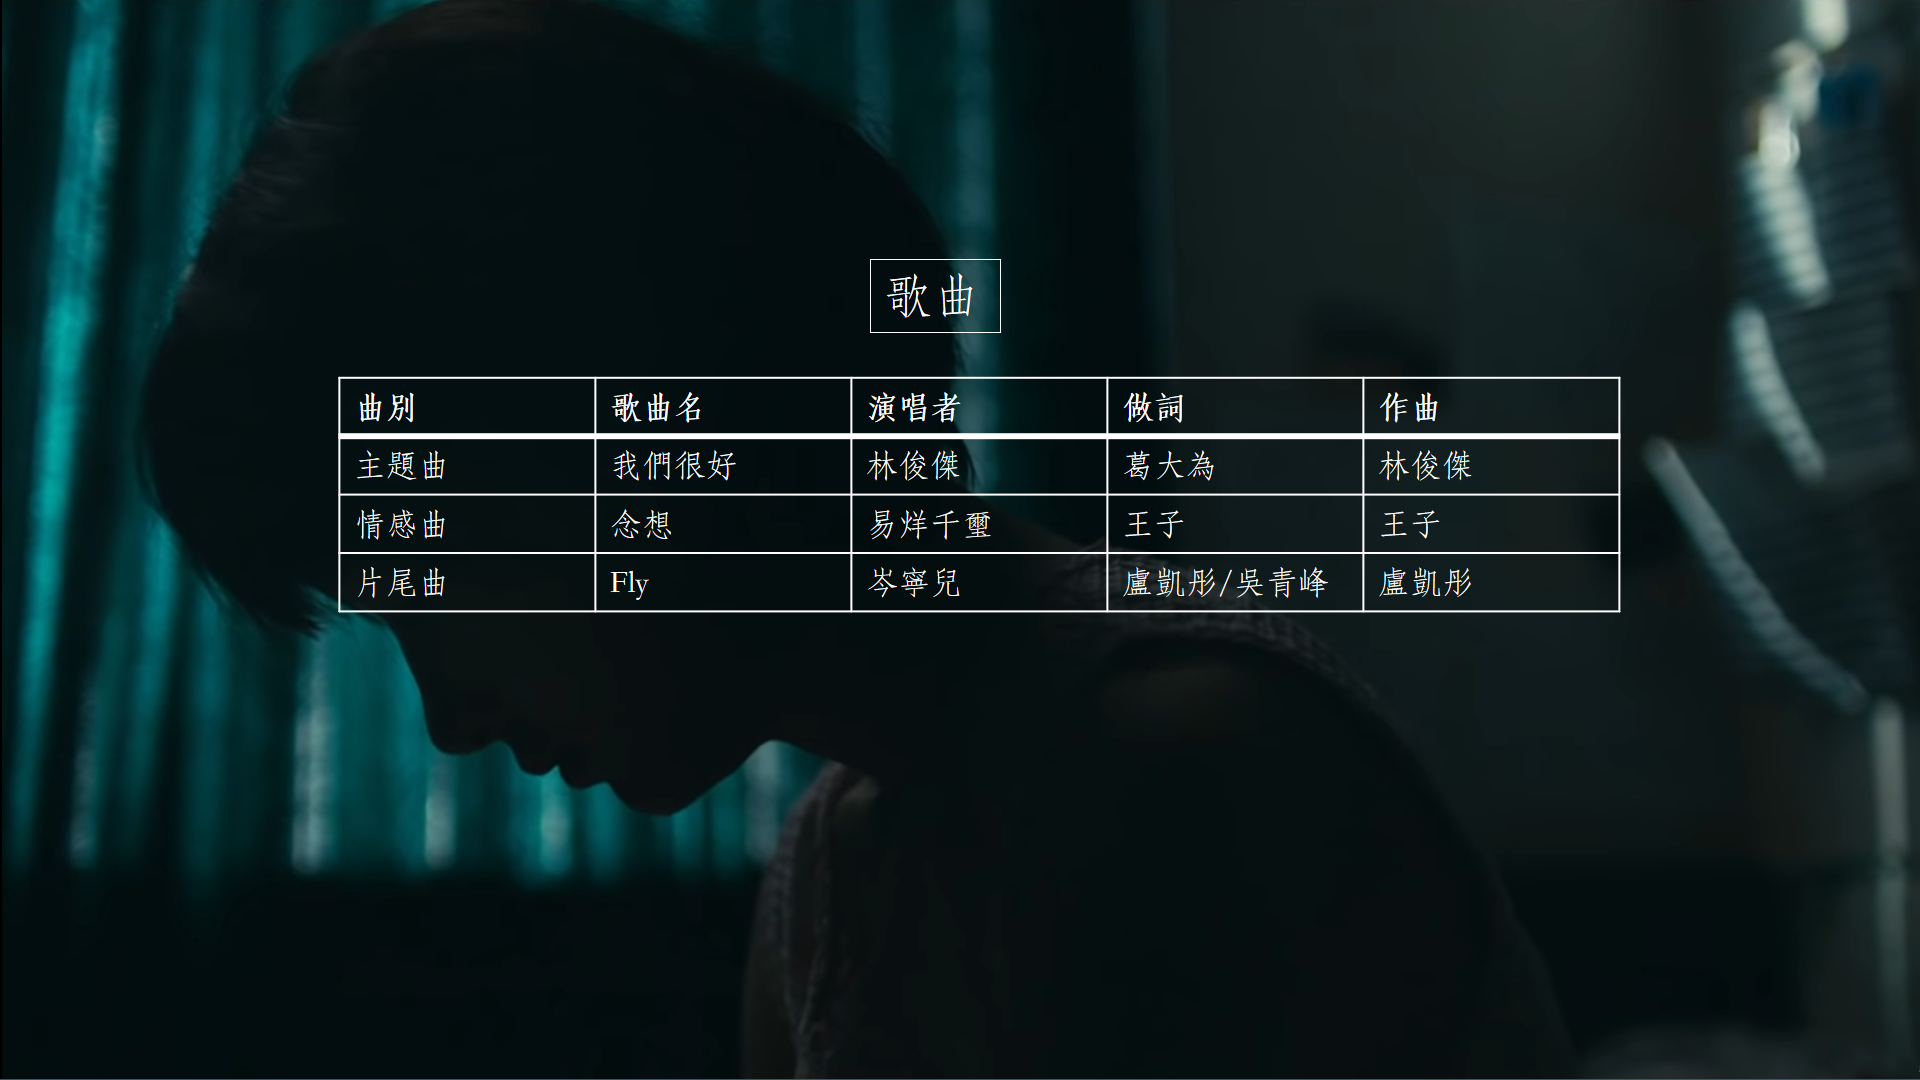 歌曲
曲別 歌曲名 演唱者 做詞 作曲
主題曲 我們很好 林俊傑 葛大為 林俊傑
情感曲 念想 易烊千璽 王子 王子
片尾曲 Fly 岑寧兒 盧凱彤/吳青峰 盧凱彤